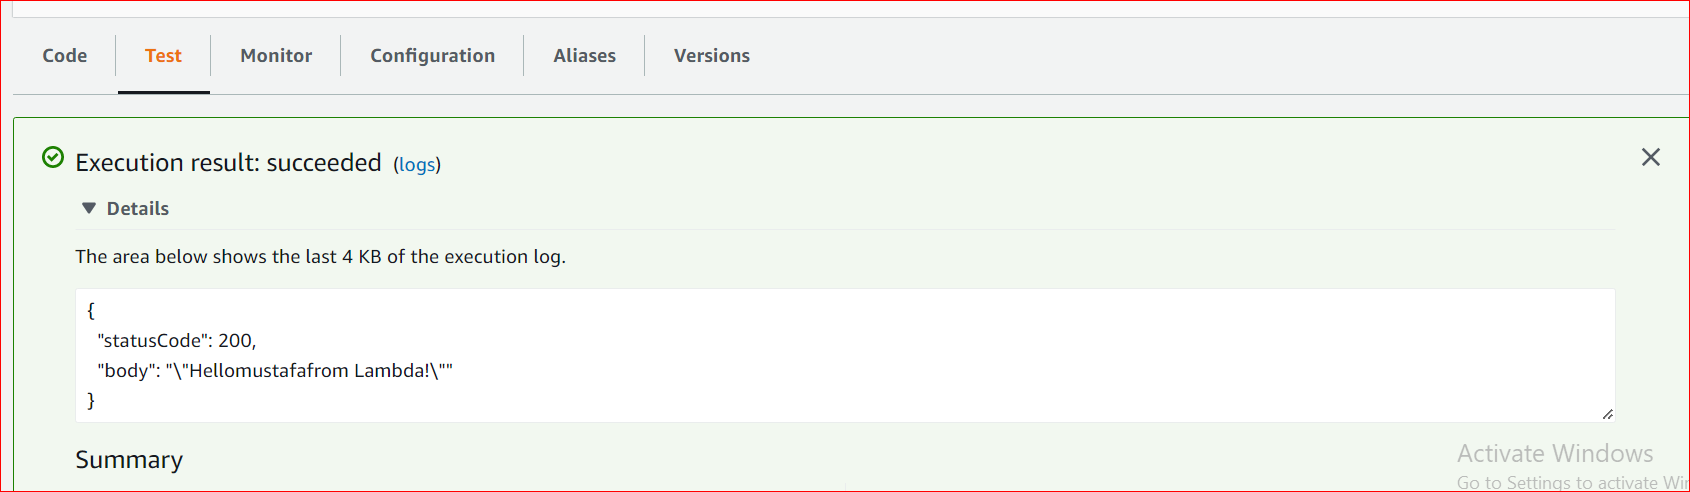 Code Test Monitor Configuration Aliases Versions
Execution result: succeeded (logs)
Details
The area below shows the last 4 KB of the execution log.
{
"statusCode": 200,
"body": "\"Hellomustafafrom Lambda!\""
}
Summary
Activate Windows
Go to Settings to activate Wi